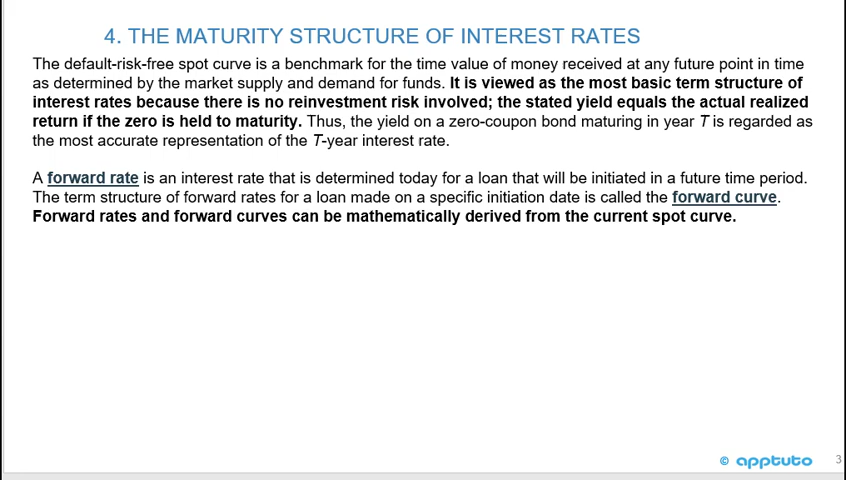 4. THE MATURITY STRUCTURE OF INTEREST RATES
The default-risk-free spot curve is a benchmark for the time value of money received at any future point in time
as determined by the market supply and demand for funds. It is viewed as the most basic term structure of
interest rates because there is no reinvestment risk involved; the stated yield equals the actual realized
return if the zero is held to maturity. Thus, the yield on a zero-coupon bond maturing in year T is regarded as
the most accurate representation of the T-year interest rate.
A forward rate is an interest rate that is determined today for a loan that will be initiated in a future time period.
The term structure of forward rates for a loan made on a specific initiation date is called the forward curve.
Forward rates and forward curves can be mathematically derived from the current spot curve.
© apptuto 3